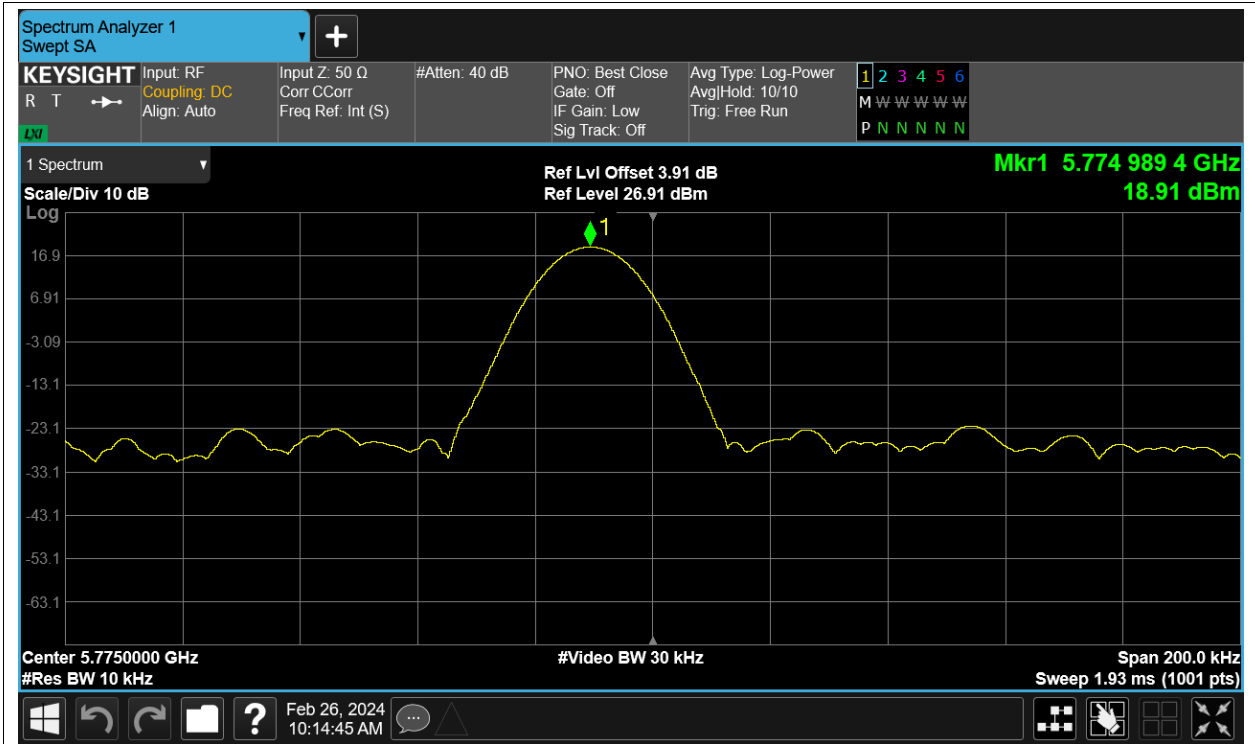 Spectrum Analyzer 1
Swept SA
+
KEYSIGHT
R T
LXI
Input: RF
Coupling: DC
Align: Auto
Input Z: 50 Ω
Corr CCorr
Freq Ref: Int (S)
#Atten: 40 dB
PNO: Best Close
Gate: Off
IF Gain: Low
Sig Track: Off
Avg Type: Log-Power
Avg|Hold: 10/10
Trig: Free Run
1 2 3 4 5 6
M W W W W W
P N N N N N
1 Spectrum
Scale/Div 10 dB
Log
Ref Lvl Offset 3.91 dB
Ref Level 26.91 dBm
Mkr1 5.774 989 4 GHz
18.91 dBm
1
16.9
6.91
-3.09
-13.1
-23.1
-33.1
-43.1
-53.1
-63.1
Center 5.7750000 GHz
#Res BW 10 kHz
#Video BW 30 kHz
Span 200.0 kHz
Sweep 1.93 ms (1001 pts)
?
Feb 26, 2024
10:14:45 AM